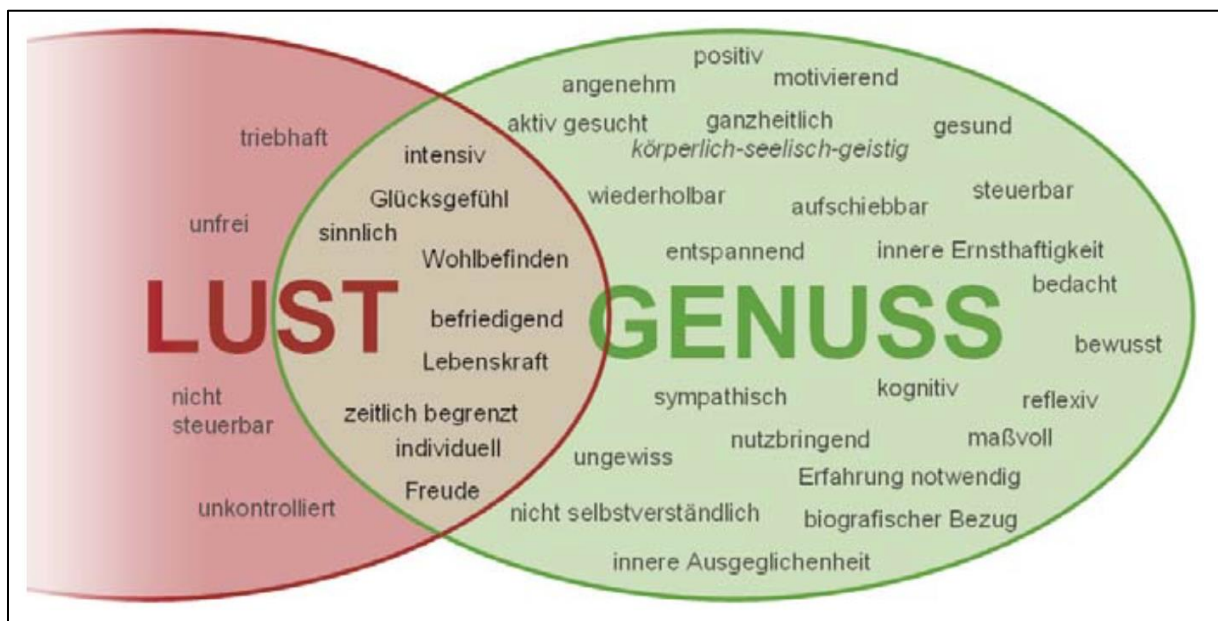 positiv
angenehm
motivierend
aktiv gesucht
ganzheitlich
gesund
körperlich-seelisch-geistig
triebhaft
intensiv
Glücksgefühl
wiederholbar
aufschiebbar
steuerbar
unfrei
sinnlich
Wohlbefinden
entspannend
innere Ernsthaftigkeit
bedacht
LUST
GENUSS
befriedigend
bewusst
Lebenskraft
nicht
steuerbar
sympathisch
kognitiv
reflexiv
zeitlich begrenzt
individuell
nutzbringend
maßvoll
ungewiss
Erfahrung notwendig
Freude
unkontrolliert
nicht selbstverständlich
biografischer Bezug
innere Ausgeglichenheit